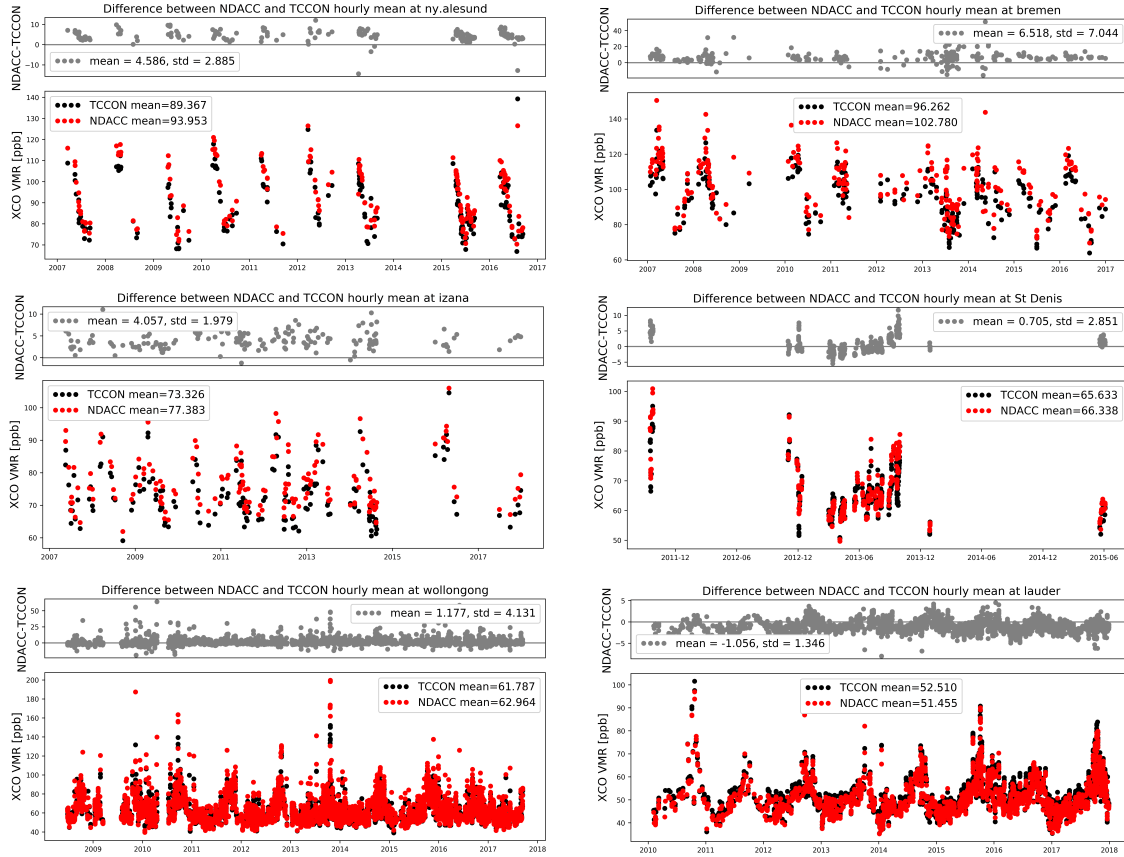 Difference between NDACC and TCCON hourly mean at ny.alesund
NDACC-TCCON
10
0
−10
mean = 4.586, std = 2.885
XCO VMR [ppb]
140
130
120
110
100
90
80
70
TCCON mean=89.367
NDACC mean=93.953
2007 2008 2009 2010 2011 2012 2013 2014 2015 2016 2017
Difference between NDACC and TCCON hourly mean at bremen
NDACC-TCCON
40
20
0
mean = 6.518, std = 7.044
XCO VMR [ppb]
140
120
100
80
60
TCCON mean=96.262
NDACC mean=102.780
2007 2008 2009 2010 2011 2012 2013 2014 2015 2016 2017
Difference between NDACC and TCCON hourly mean at izana
NDACC-TCCON
10
5
0
mean = 4.057, std = 1.979
XCO VMR [ppb]
100
90
80
70
60
TCCON mean=73.326
NDACC mean=77.383
2007 2009 2011 2013 2015 2017
Difference between NDACC and TCCON hourly mean at St Denis
NDACC-TCCON
10
5
0
−5
mean = 0.705, std = 2.851
XCO VMR [ppb]
100
90
80
70
60
50
TCCON mean=65.633
NDACC mean=66.338
2011-12 2012-06 2012-12 2013-06 2013-12 2014-06 2014-12 2015-06
Difference between NDACC and TCCON hourly mean at wollongong
NDACC-TCCON
50
25
0
mean = 1.177, std = 4.131
XCO VMR [ppb]
200
180
160
140
120
100
80
60
40
TCCON mean=61.787
NDACC mean=62.964
2009 2010 2011 2012 2013 2014 2015 2016 2017 2018
Difference between NDACC and TCCON hourly mean at lauder
NDACC-TCCON
5
0
−5
mean = -1.056, std = 1.346
XCO VMR [ppb]
100
90
80
70
60
50
40
TCCON mean=52.510
NDACC mean=51.455
2010 2011 2012 2013 2014 2015 2016 2017 2018